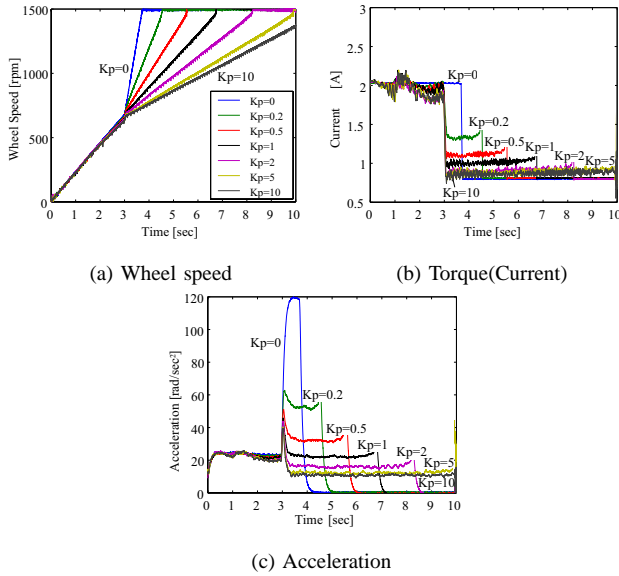 1500
1000
500
0
Wheel Speed [rpm]
Kp=0
Kp=10
Kp=0
Kp=0.2
Kp=0.5
Kp=1
Kp=2
Kp=5
Kp=10
0 1 2 3 4 5 6 7 8 9 10
Time [sec]
(a) Wheel speed
3
2.5
2
1.5
1
0.5
Current [A]
Kp=0
Kp=0.2
Kp=0.5
Kp=1
Kp=2
Kp=5
Kp=10
0 1 2 3 4 5 6 7 8 9 10
Time [sec]
(b) Torque(Current)
120
100
80
60
40
20
0
Acceleration [rad/sec²]
Kp=0
Kp=0.2
Kp=0.5
Kp=1
Kp=2
Kp=5
Kp=10
0 1 2 3 4 5 6 7 8 9 10
Time [sec]
(c) Acceleration